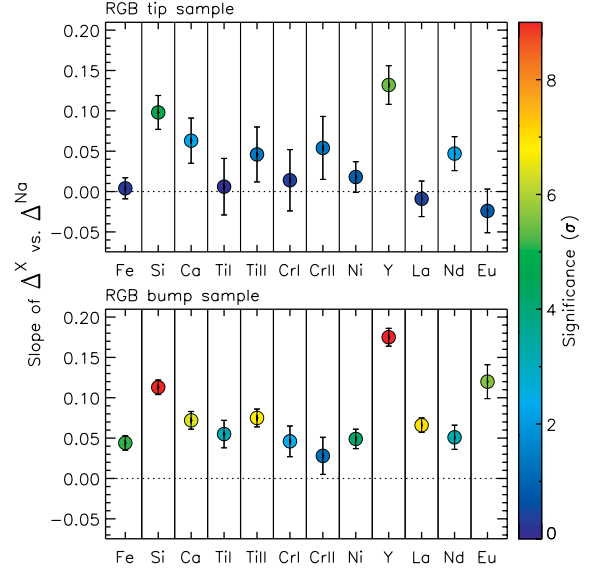 RGB tip sample
0.20
0.15
0.10
0.05
0.00
−0.05
Fe Si Ca TiI TiII CrI CrII Ni Y La Nd Eu
Slope of Δ^X vs. Δ^Na
RGB bump sample
0.20
0.15
0.10
0.05
0.00
−0.05
Fe Si Ca TiI TiII CrI CrII Ni Y La Nd Eu
8
6
4
2
0
Significance (σ)